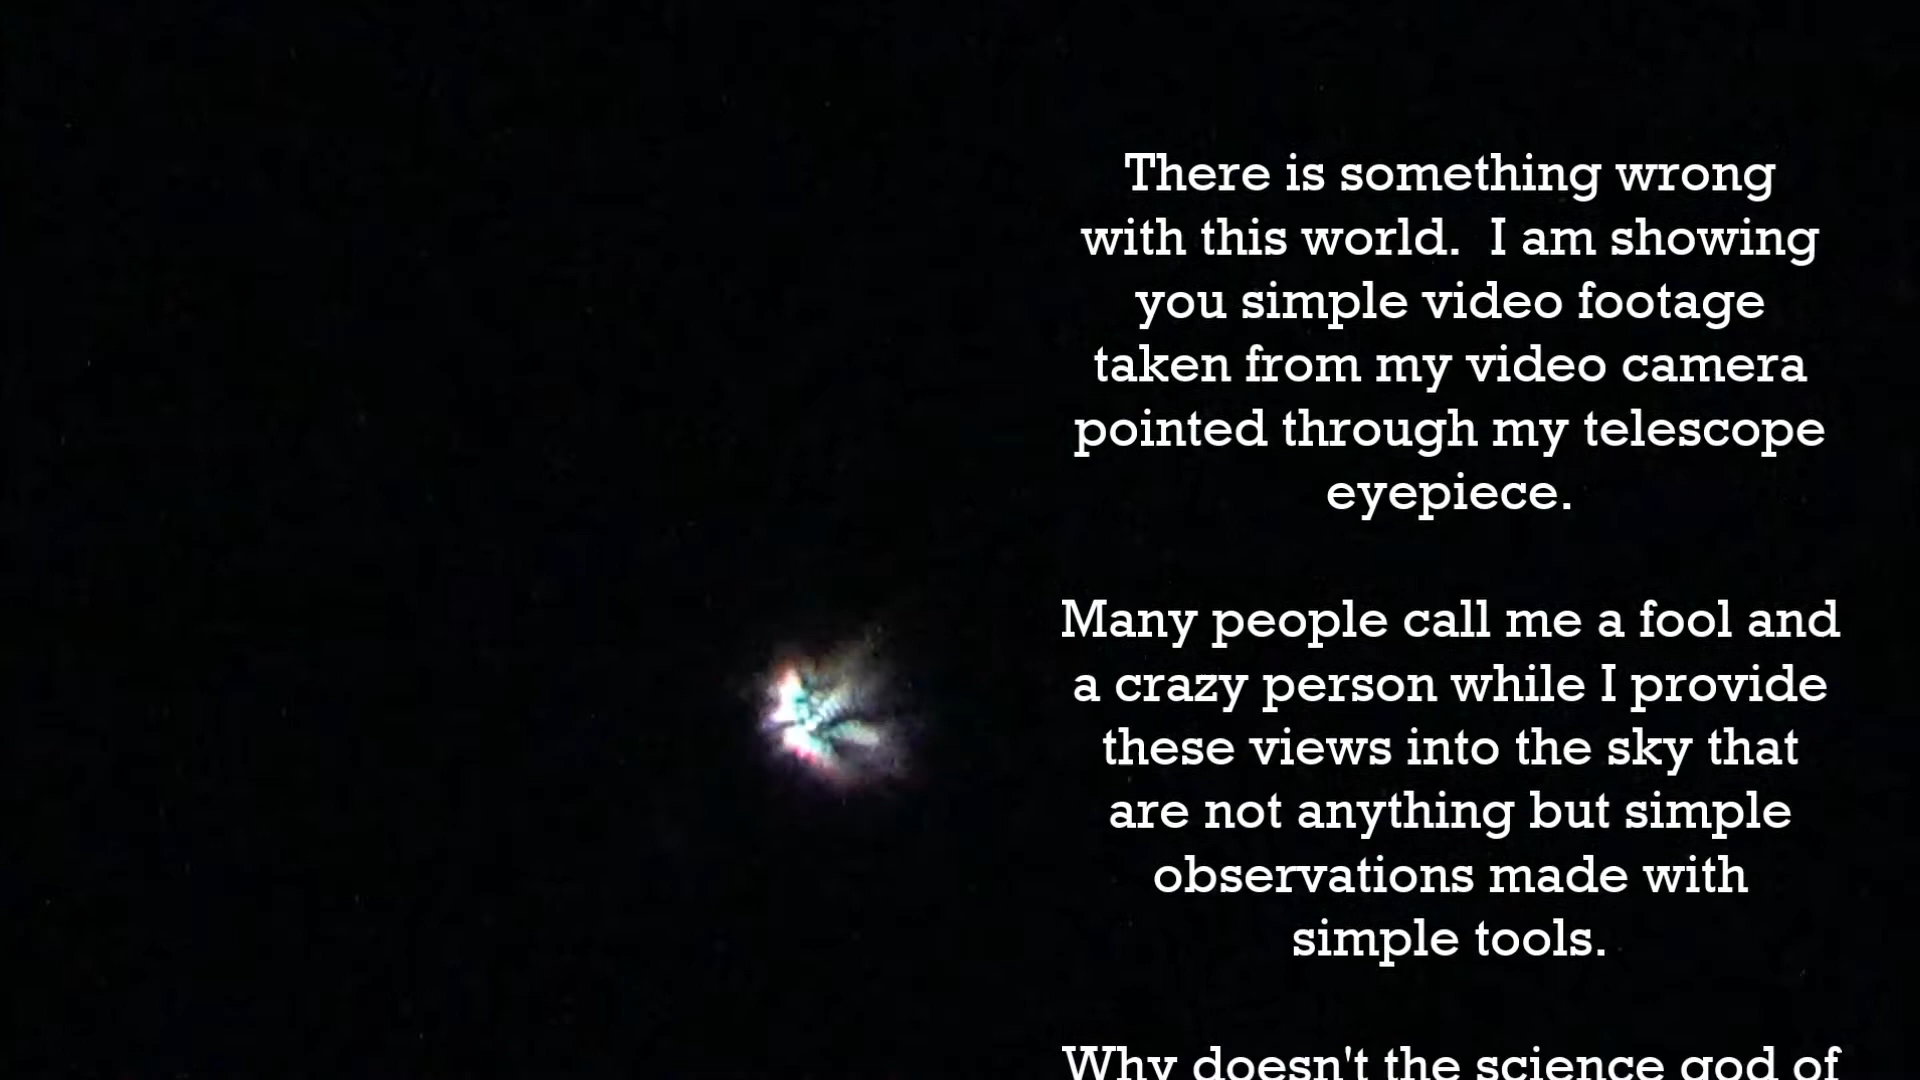 There is something wrong
with this world.  I am showing
you simple video footage
taken from my video camera
pointed through my telescope
eyepiece.
Many people call me a fool and
a crazy person while I provide
these views into the sky that
are not anything but simple
observations made with
simple tools.
Why doesn't the science god of